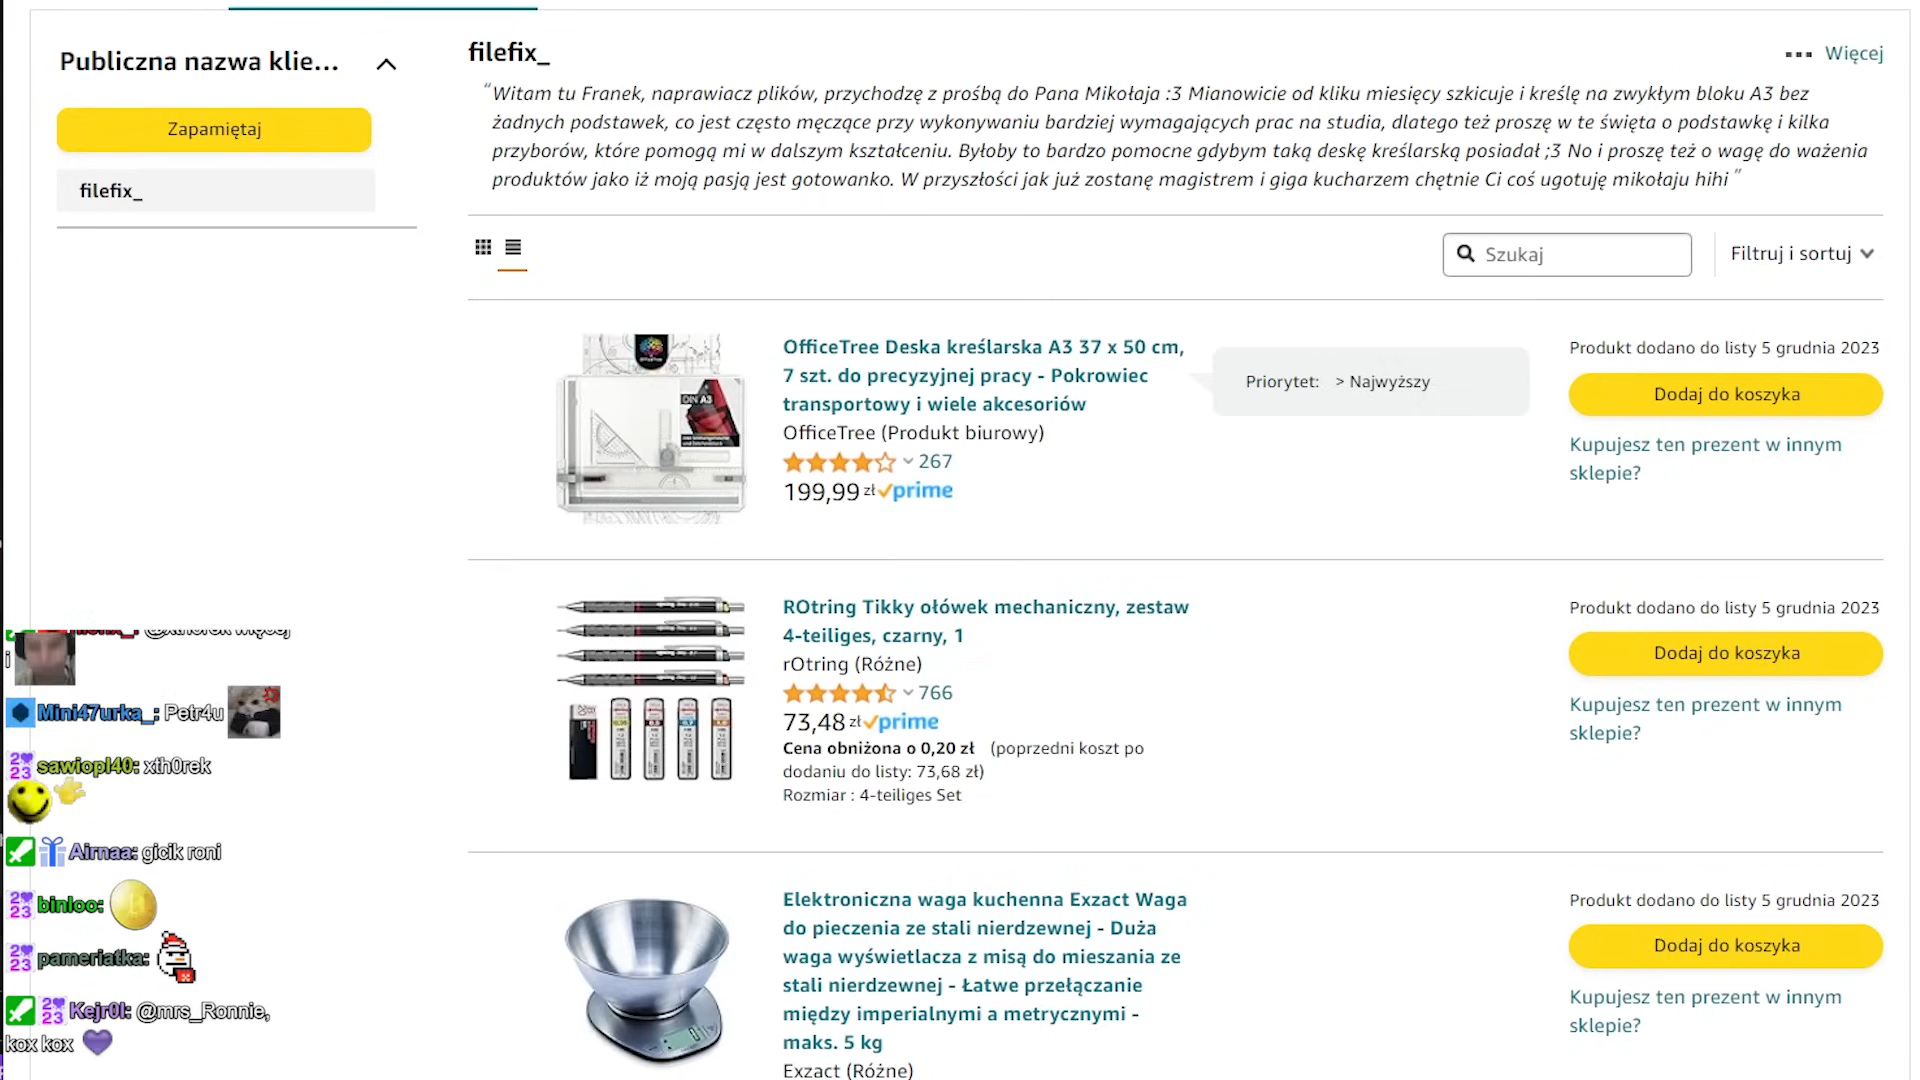 Publiczna nazwa klie...
Zapamiętaj
filefix_
filefix_
Więcej
"Witam tu Franek, naprawiacz plików, przychodzę z prośbą do Pana Mikołaja :3 Mianowicie od kliku miesięcy szkicuje i kreślę na zwykłym bloku A3 bez
żadnych podstawek, co jest często męczące przy wykonywaniu bardziej wymagających prac na studia, dlatego też proszę w te święta o podstawkę i kilka
przyborów, które pomogą mi w dalszym kształceniu. Byłoby to bardzo pomocne gdybym taką deskę kreślarską posiadał ;3 No i proszę też o wagę do ważenia
produktów jako iż moją pasją jest gotowanko. W przyszłości jak już zostanę magistrem i giga kucharzem chętnie Ci coś ugotuję mikołaju hihi"
Szukaj
Filtruj i sortuj
OfficeTree Deska kreślarska A3 37 x 50 cm,
7 szt. do precyzyjnej pracy - Pokrowiec
transportowy i wiele akcesoriów
OfficeTree (Produkt biurowy)
267
199,99 zł prime
Priorytet: > Najwyższy
Produkt dodano do listy 5 grudnia 2023
Dodaj do koszyka
Kupujesz ten prezent w innym
sklepie?
DIN A3
ROtring Tikky ołówek mechaniczny, zestaw
4-teiliges, czarny, 1
rOtring (Różne)
766
73,48 zł prime
Cena obniżona o 0,20 zł (poprzedni koszt po
dodaniu do listy: 73,68 zł)
Rozmiar : 4-teiliges Set
Produkt dodano do listy 5 grudnia 2023
Dodaj do koszyka
Kupujesz ten prezent w innym
sklepie?
Elektroniczna waga kuchenna Exzact Waga
do pieczenia ze stali nierdzewnej - Duża
waga wyświetlacza z misą do mieszania ze
stali nierdzewnej - Łatwe przełączanie
między imperialnymi a metrycznymi -
maks. 5 kg
Exzact (Różne)
Produkt dodano do listy 5 grudnia 2023
Dodaj do koszyka
Kupujesz ten prezent w innym
sklepie?
i
Mini47urka_: Petr4u
2023 sawiopl40: xth0rek
Airnaa: gicik roni
2023 binloo:
2023 pameriatka:
2023 Kejr0l: @mrs_Ronnie,
kox kox